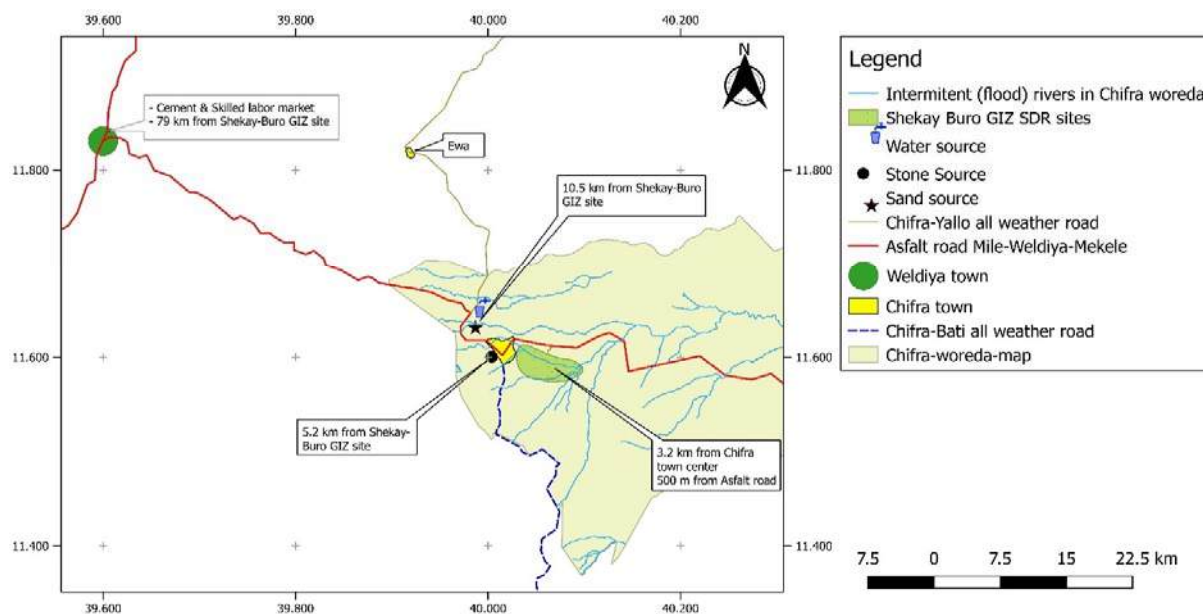 39.600 39.800 40.000 40.200
N
- Cement & Skilled labor market
- 79 km from Shekay-Buro GIZ site
Ewa
11.800 11.800
10.5 km from Shekay-Buro
GIZ site
11.600 11.600
5.2 km from Shekay-
Buro GIZ site
3.2 km from Chifra
town center
500 m from Asfalt road
11.400 11.400
39.600 39.800 40.000 40.200
Legend
Intermitent (flood) rivers in Chifra woreda
Shekay Buro GIZ SDR sites
Water source
Stone Source
Sand source
Chifra-Yallo all weather road
Asfalt road Mile-Weldiya-Mekele
Weldiya town
Chifra town
Chifra-Bati all weather road
Chifra-woreda-map
7.5 0 7.5 15 22.5 km